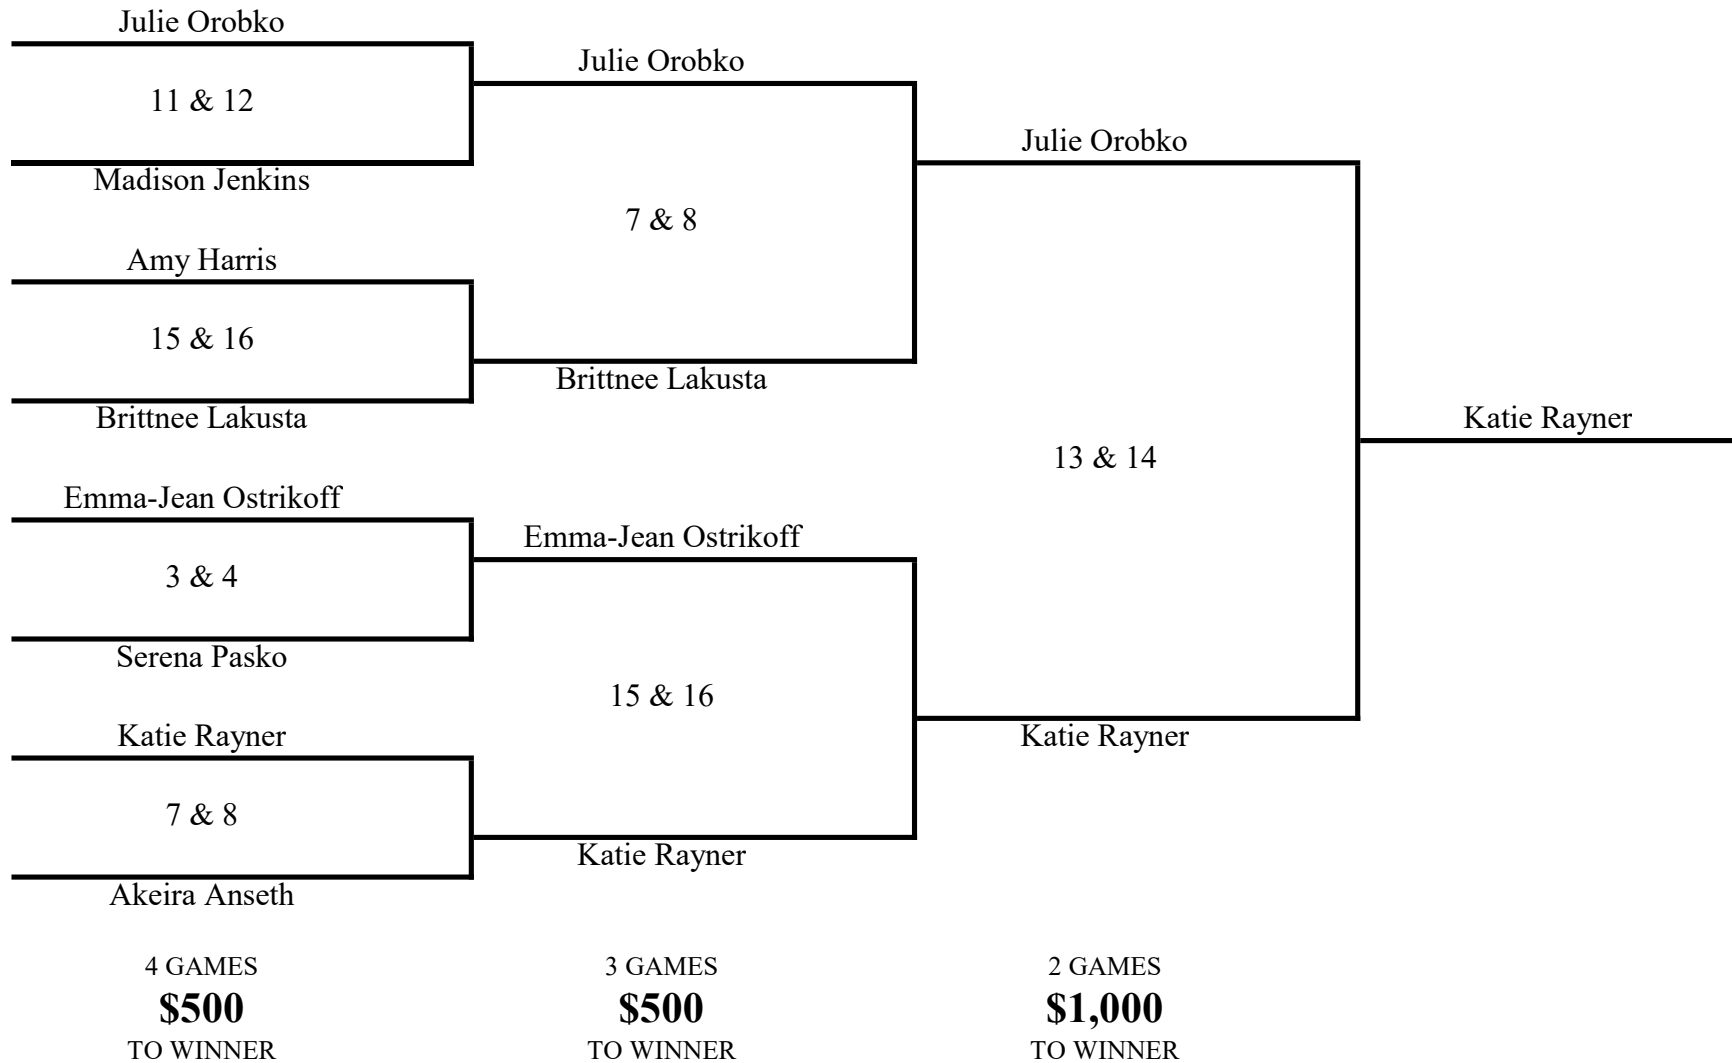 Julie Orobko
11 & 12
Madison Jenkins
Amy Harris
15 & 16
Brittnee Lakusta
Emma-Jean Ostrikoff
3 & 4
Serena Pasko
Katie Rayner
7 & 8
Akeira Anseth
4 GAMES
$500
TO WINNER
Julie Orobko
7 & 8
Brittnee Lakusta
Emma-Jean Ostrikoff
15 & 16
Katie Rayner
3 GAMES
$500
TO WINNER
Julie Orobko
13 & 14
Katie Rayner
2 GAMES
$1,000
TO WINNER
Katie Rayner